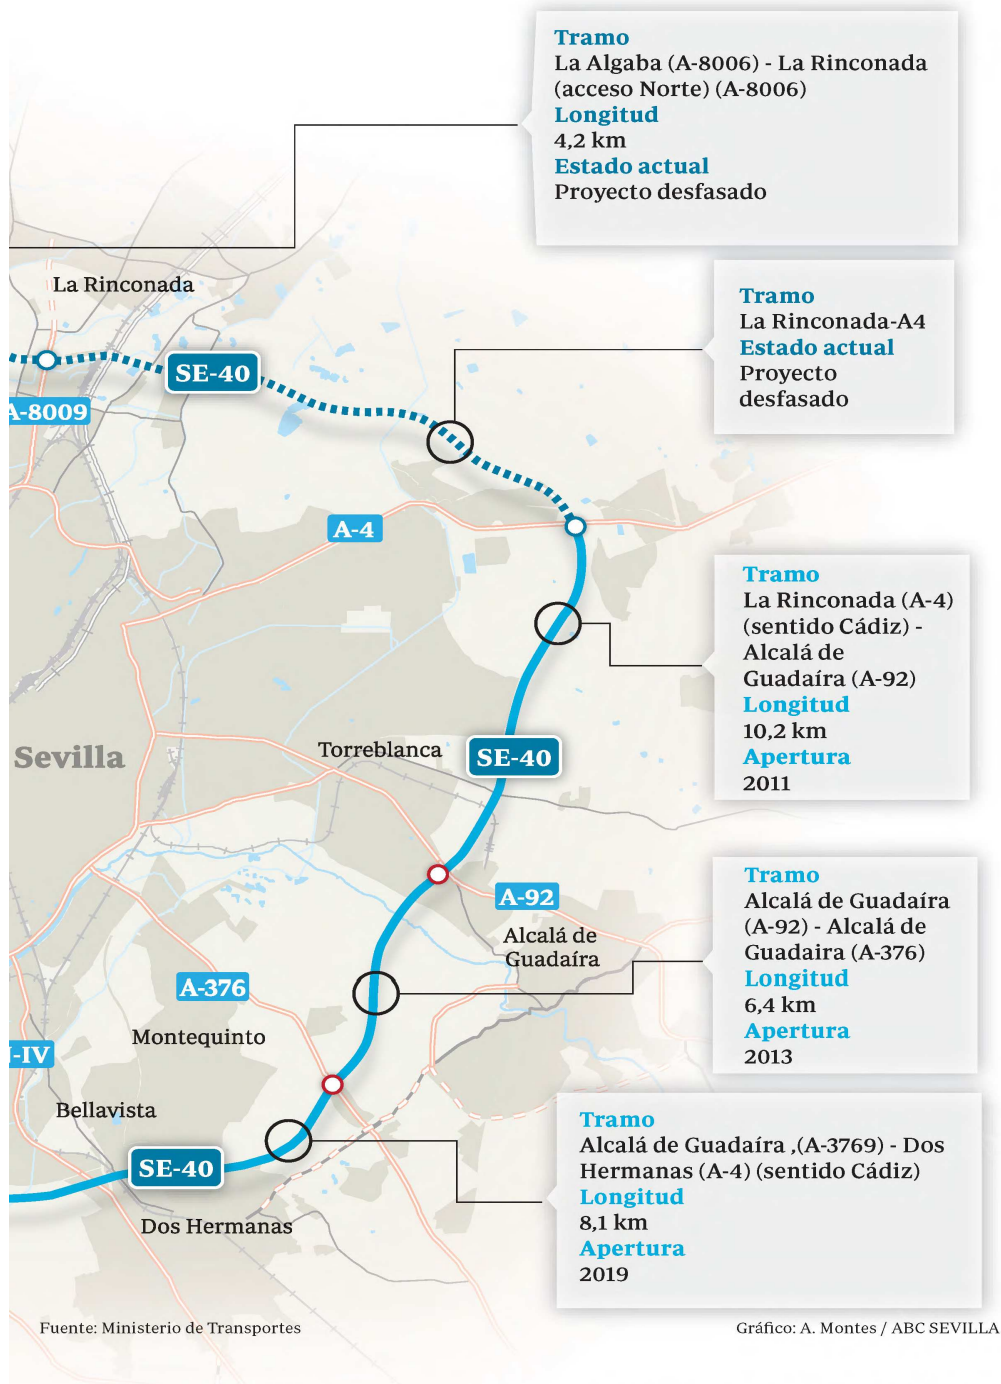 Tramo
La Algaba (A-8006) - La Rinconada
(acceso Norte) (A-8006)
Longitud
4,2 km
Estado actual
Proyecto desfasado
La Rinconada
Tramo
La Rinconada-A4
Estado actual
Proyecto
desfasado
SE-40
A-8009
A-4
Tramo
La Rinconada (A-4)
(sentido Cádiz) -
Alcalá de
Guadaíra (A-92)
Longitud
10,2 km
Apertura
2011
Sevilla
Torreblanca
SE-40
Tramo
Alcalá de Guadaíra
(A-92) - Alcalá de
Guadaira (A-376)
Longitud
6,4 km
Apertura
2013
A-92
Alcalá de
Guadaíra
A-376
Montequinto
-IV
Bellavista
SE-40
Dos Hermanas
Tramo
Alcalá de Guadaíra ,(A-3769) - Dos
Hermanas (A-4) (sentido Cádiz)
Longitud
8,1 km
Apertura
2019
Fuente: Ministerio de Transportes
Gráfico: A. Montes / ABC SEVILLA